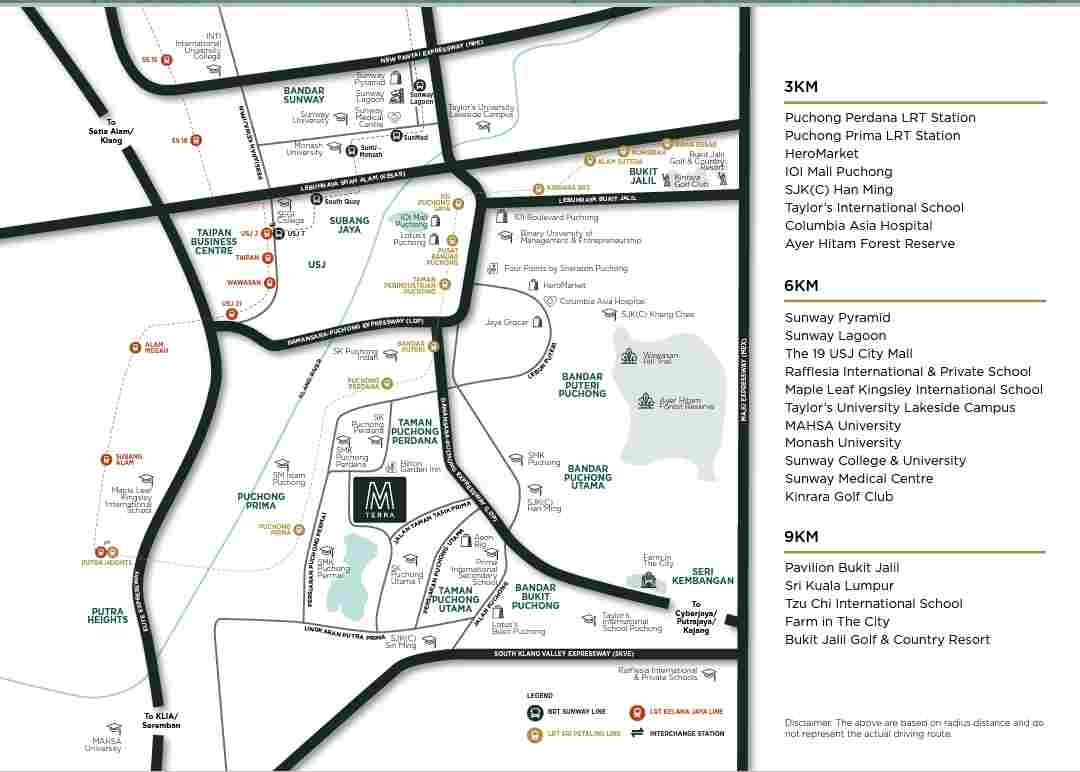 INTI
International
University
College
SS 15
NEW PANTAI EXPRESSWAY (NPE)
BANDAR
SUNWAY
Sunway
Pyramid
Sunway
Lagoon
Sunway
Lagoon
To
Setia Alam/
Klang
SS 18
Sunway
University
Sunway
Medical
Centre
Taylor's University
Lakeside Campus
SunMed
Monash
University
SunU -
Monash
PERSIARAN KEWAJIPAN
LEBUHRAYA SHAH ALAM (KESAS)
ALAM SUTERA
BUKIT
JALIL
Bukit Jalil
Golf & Country
Resort
Kinrara
Golf Club
KINRARA BK5
LEBUHRAYA BUKIT JALIL
South Quay
SEGi
College
SUBANG
JAYA
IOI
PUCHONG
JAYA
IOI Mall
Puchong
IOI Boulevard Puchong
TAIPAN
BUSINESS
CENTRE
USJ 7
USJ 7
Lotus's
Puchong
PUSAT
BANDAR
PUCHONG
Binary University of
Management & Entrepreneurship
TAIPAN
USJ
Four Points by Sheraton Puchong
WAWASAN
TAMAN
PERINDUSTRIAN
PUCHONG
HeroMarket
Columbia Asia Hospital
USJ 21
SJK(C) Kheng Chee
Jaya Grocer
DAMANSARA-PUCHONG EXPRESSWAY (LDP)
ALAM
MEGAH
SK Puchong
Indah
BANDAR
PUTERI
LEBUH PUTERI
Wawasan
Hill Trail
MAJU EXPRESSWAY (MEX)
KLANG RIVER
PUCHONG
PERDANA
BANDAR
PUTERI
PUCHONG
Ayer Hitam
Forest Reserve
DAMANSARA-PUCHONG EXPRESSWAY (LDP)
SK
Puchong
Perdana
TAMAN
PUCHONG
PERDANA
SMK
Puchong
Perdana
Hilton
Garden Inn
SUBANG
ALAM
SMK
Puchong
Maple Leaf
Kingsley
International
School
SM Islam
Puchong
BANDAR
PUCHONG
UTAMA
PUCHONG
PRIMA
M
TERRA
SJK(C)
Han Ming
JALAN TAMAN TASIK PRIMA
PUCHONG
PRIMA
PERSIARAN PUCHONG PERMAI
PUTRA HEIGHTS
SMK
Puchong
Permai
SK
Puchong
Utama 1
PERSIARAN PUCHONG UTAMA
Aeon
Big
Prime
International
Secondary
School
TAMAN
PUCHONG
UTAMA
JALAN PUCHONG
BANDAR
BUKIT
PUCHONG
Farm in
The City
SERI
KEMBANGAN
PUTRA
HEIGHTS
ELITE EXPRESSWAY
Lotus's
Bukit Puchong
Taylor's
International
School Puchong
To
Cyberjaya/
Putrajaya/
Kajang
LINGKARAN PUTRA PRIMA
SJK(C)
Sin Ming
SOUTH KLANG VALLEY EXPRESSWAY (SKVE)
Rafflesia International
& Private Schools
To KLIA/
Seremban
MAHSA
University
LEGEND
BRT SUNWAY LINE
LRT KELANA JAYA LINE
LRT SRI PETALING LINE
INTERCHANGE STATION
3KM
Puchong Perdana LRT Station
Puchong Prima LRT Station
HeroMarket
IOI Mall Puchong
SJK(C) Han Ming
Taylor's International School
Columbia Asia Hospital
Ayer Hitam Forest Reserve
6KM
Sunway Pyramid
Sunway Lagoon
The 19 USJ City Mall
Rafflesia International & Private School
Maple Leaf Kingsley International School
Taylor's University Lakeside Campus
MAHSA University
Monash University
Sunway College & University
Sunway Medical Centre
Kinrara Golf Club
9KM
Pavilion Bukit Jalil
Sri Kuala Lumpur
Tzu Chi International School
Farm in The City
Bukit Jalil Golf & Country Resort
Disclaimer: The above are based on radius distance and do
not represent the actual driving route.